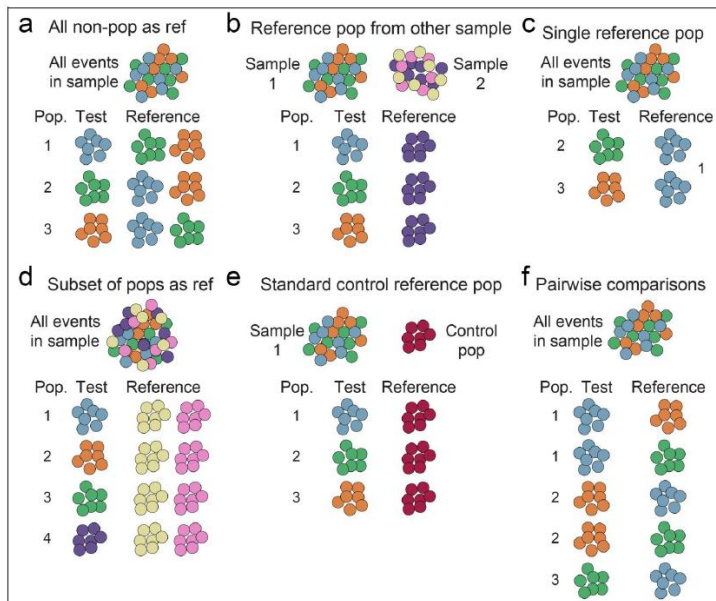 a All non-pop as ref
All events
in sample
Pop. Test Reference
1
2
3
b Reference pop from other sample
Sample
1
Sample
2
Pop. Test Reference
1
2
3
c Single reference pop
All events
in sample
Pop. Test Reference
2
1
3
d Subset of pops as ref
All events
in sample
Pop. Test Reference
1
2
3
4
e Standard control reference pop
Sample
1
Control
pop
Pop. Test Reference
1
2
3
f Pairwise comparisons
All events
in sample
Pop. Test Reference
1
1
2
2
3